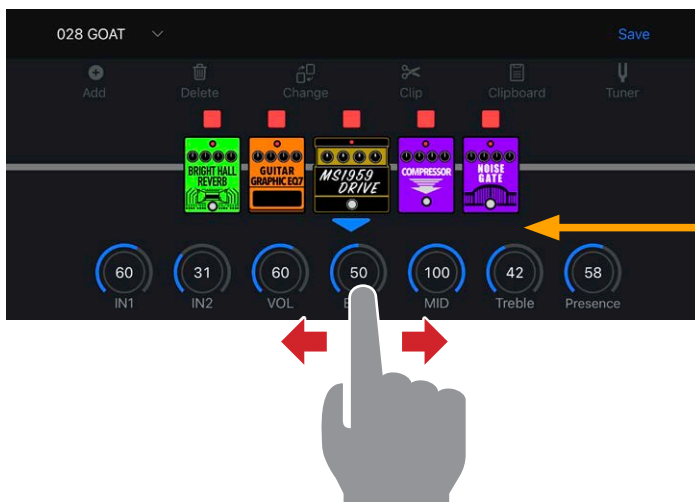 028 GOAT
Save
Add
Delete
Change
Clip
Clipboard
Tuner
BRIGHT HALL
REVERB
GUITAR
GRAPHIC EQ7
MS1959
DRIVE
COMPRESSOR
NOISE
GATE
60
31
60
50
100
42
58
IN1
IN2
VOL
MID
Treble
Presence